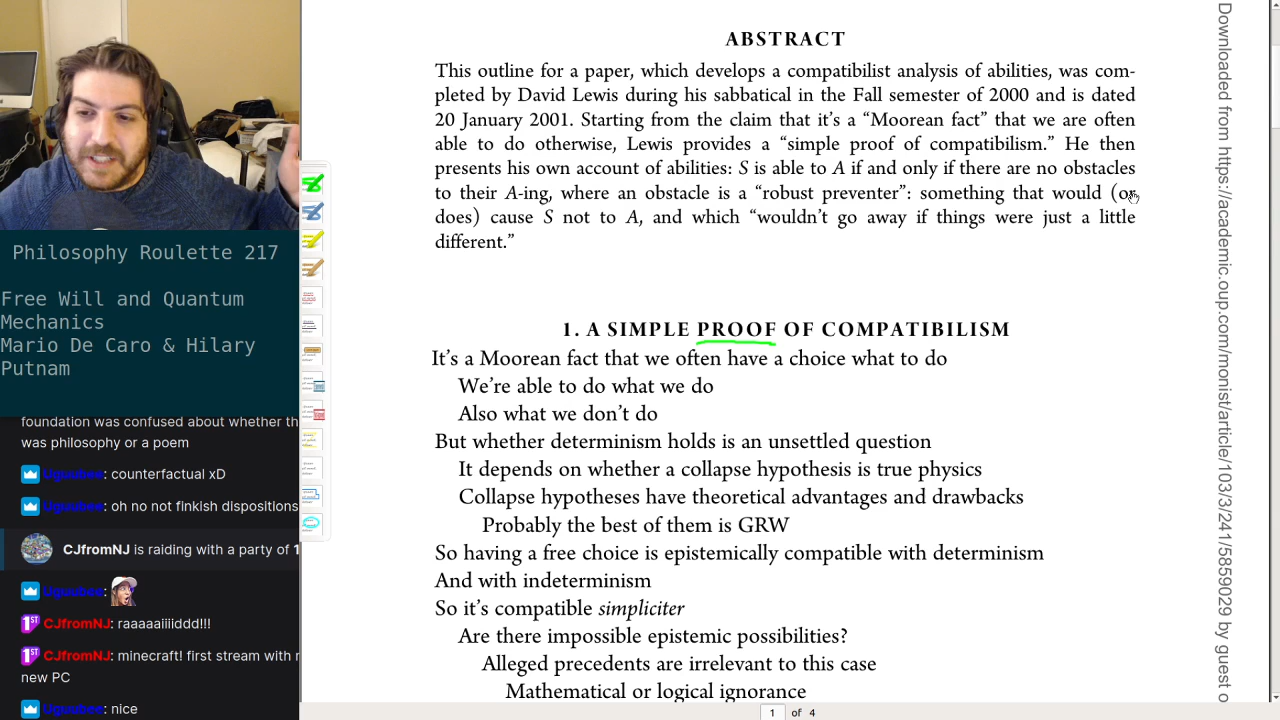 Philosophy Roulette 217
Free Will and Quantum
Mechanics
Mario De Caro & Hilary
Putnam
foundation was confused about whether th
was philosophy or a poem
counterfactual xD
oh no not finkish dispositions
CJfromNJ is raiding with a party of 1
CJfromNJ: raaaaaiiiiddd!!!
CJfromNJ: minecraft! first stream with
new PC
nice
ABSTRACT
This outline for a paper, which develops a compatibilist analysis of abilities, was com-
pleted by David Lewis during his sabbatical in the Fall semester of 2000 and is dated
20 January 2001. Starting from the claim that it's a “Moorean fact” that we are often
able to do otherwise, Lewis provides a “simple proof of compatibilism.” He then
presents his own account of abilities: S is able to A if and only if there are no obstacles
to their A-ing, where an obstacle is a “robust preventer”: something that would (or
does) cause S not to A, and which “wouldn't go away if things were just a little
different.”
1. A SIMPLE PROOF OF COMPATIBILISM
It's a Moorean fact that we often have a choice what to do
We're able to do what we do
Also what we don't do
But whether determinism holds is an unsettled question
It depends on whether a collapse hypothesis is true physics
Collapse hypotheses have theoretical advantages and drawbacks
Probably the best of them is GRW
So having a free choice is epistemically compatible with determinism
And with indeterminism
So it's compatible simpliciter
Are there impossible epistemic possibilities?
Alleged precedents are irrelevant to this case
Mathematical or logical ignorance
1 of 4
Downloaded from https://academic.oup.com/monist/article/103/3/241/5859029 by guest o